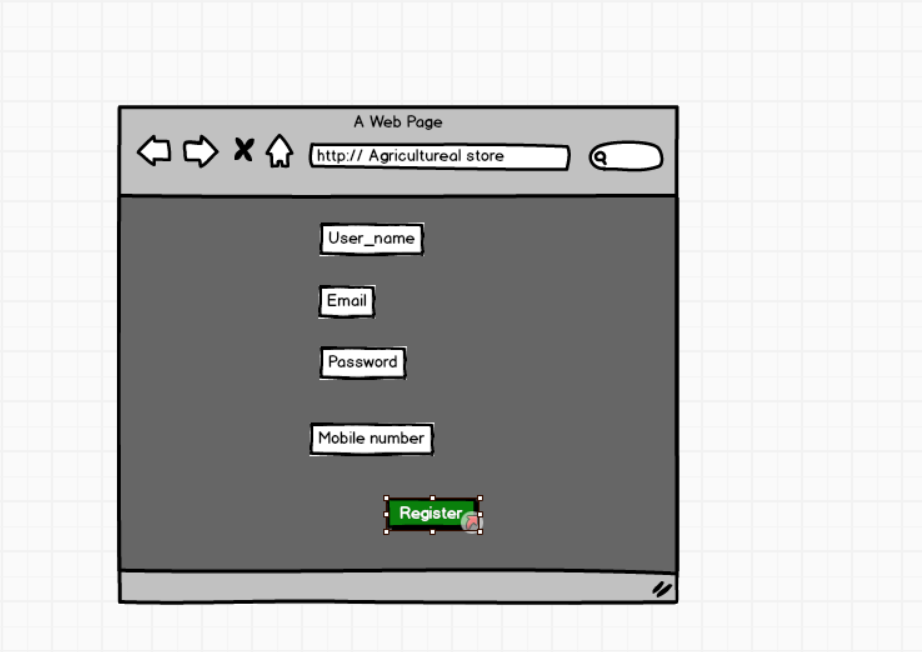 A Web Page
http:// Agricultureal store
User_name
Email
Password
Mobile number
Register